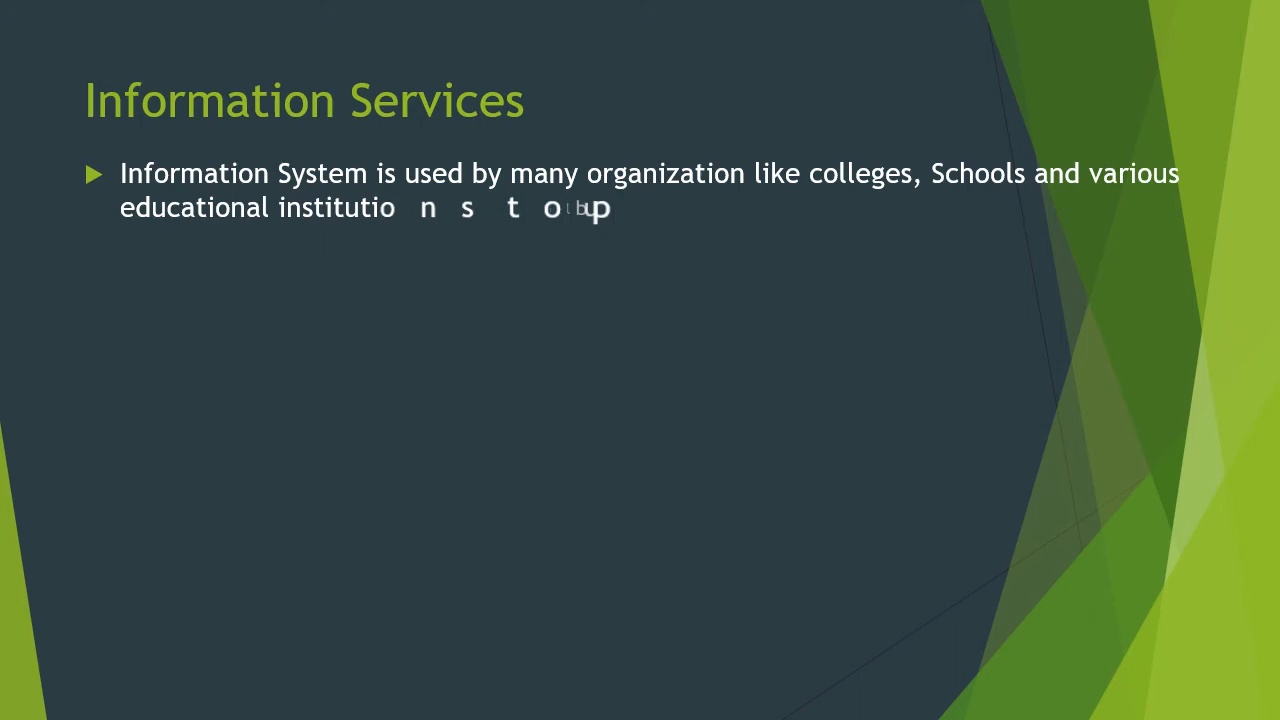 Information Services
Information System is used by many organization like colleges, Schools and various
educational institutions to